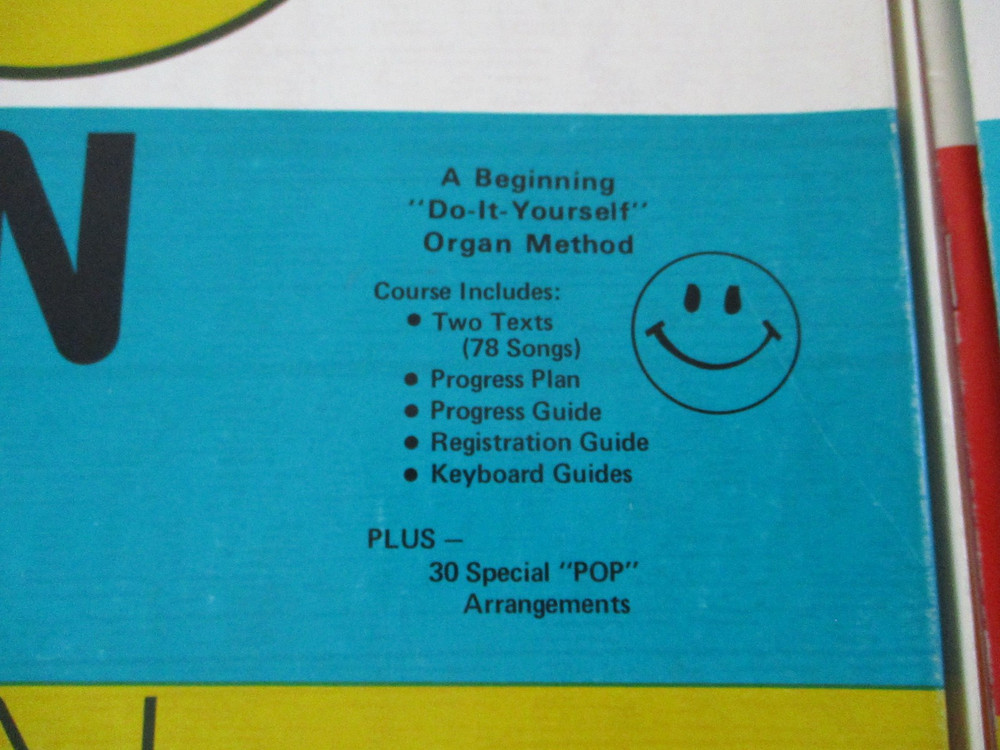 N
A Beginning
"Do-It-Yourself"
Organ Method
Course Includes:
• Two Texts
(78 Songs)
• Progress Plan
• Progress Guide
• Registration Guide
• Keyboard Guides
PLUS —
30 Special "POP"
Arrangements
N